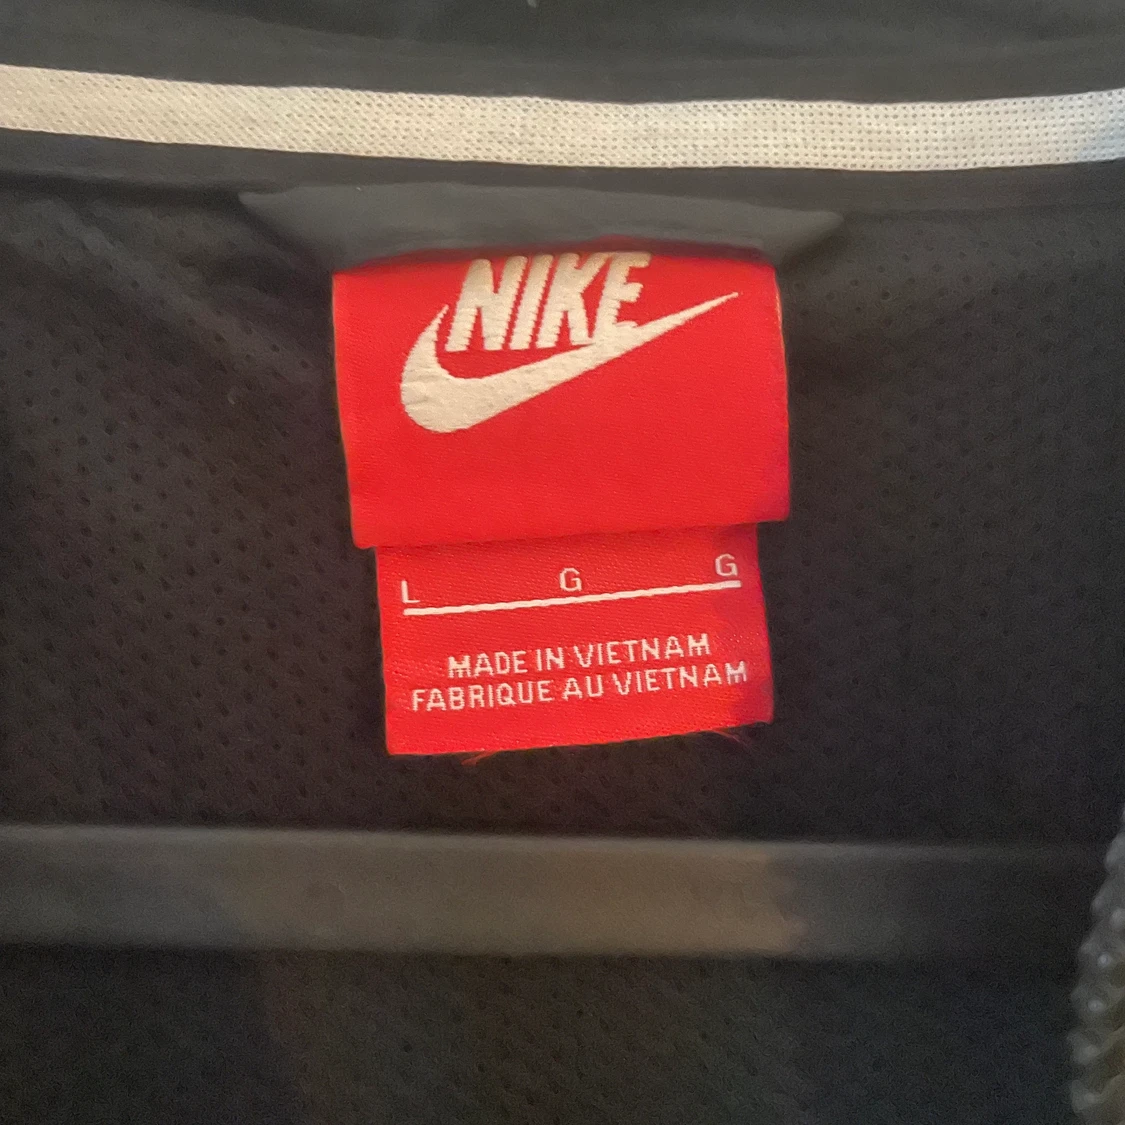 NIKE
L G G
MADE IN VIETNAM
FABRIQUE AU VIETNAM